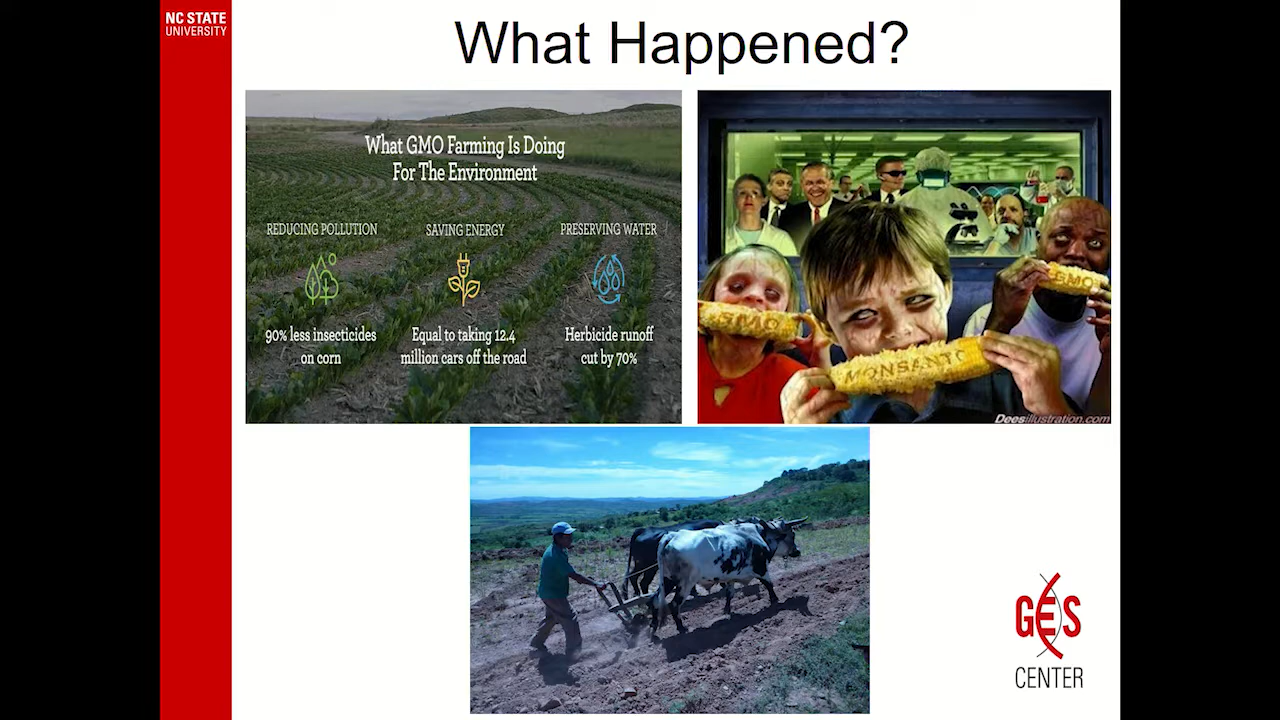 NC STATE
UNIVERSITY
What Happened?
What GMO Farming Is Doing
For The Environment
REDUCING POLLUTION
SAVING ENERGY
PRESERVING WATER
90% less insecticides
on corn
Equal to taking 12.4
million cars off the road
Herbicide runoff
cut by 70%
GMO
MONSANTO
GMO
Deesillustration.com
GES
CENTER